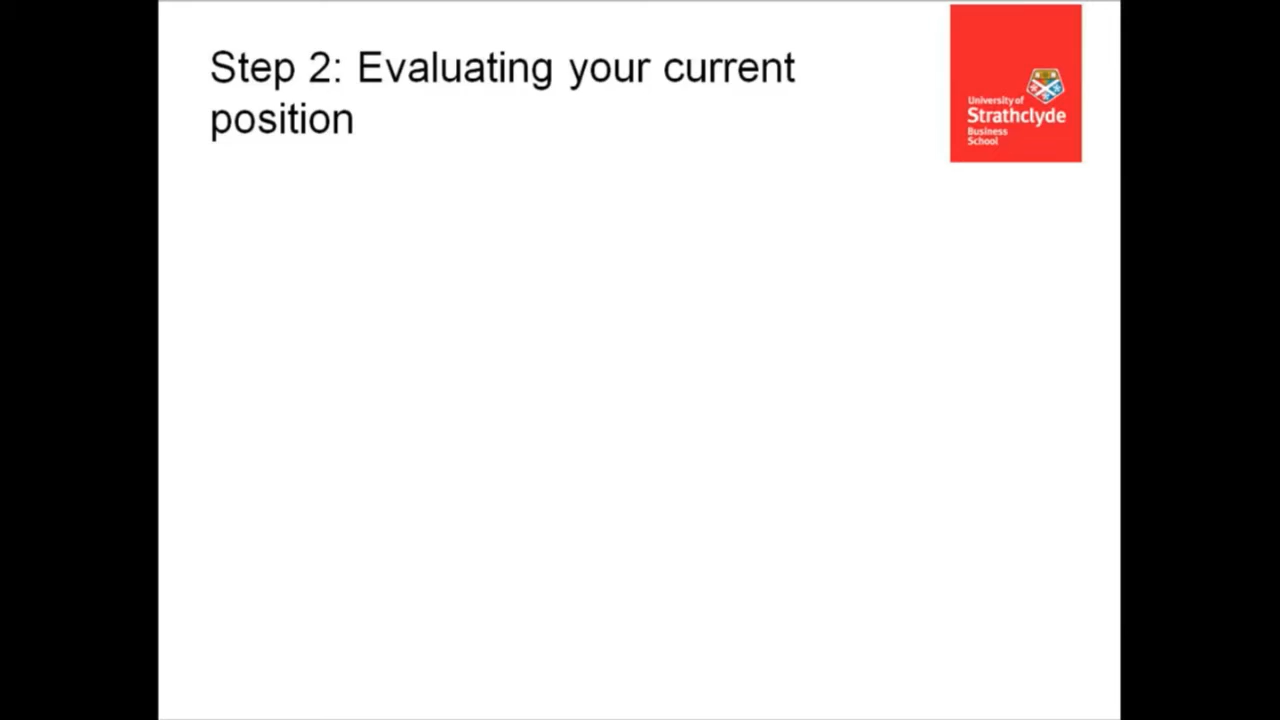 Step 2: Evaluating your current
position
University of
Strathclyde
Business
School